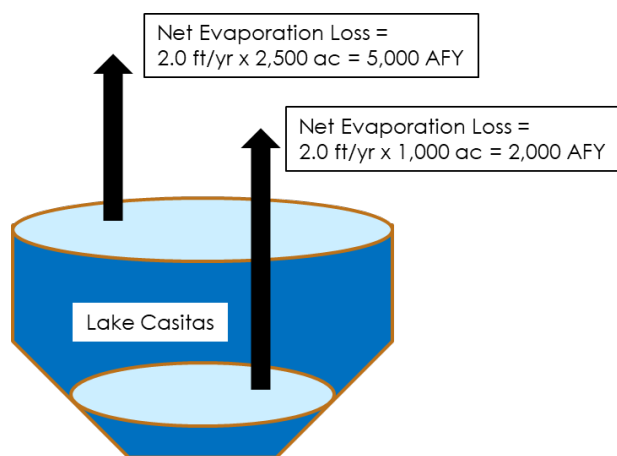 Net Evaporation Loss =
2.0 ft/yr x 2,500 ac = 5,000 AFY
Net Evaporation Loss =
2.0 ft/yr x 1,000 ac = 2,000 AFY
Lake Casitas